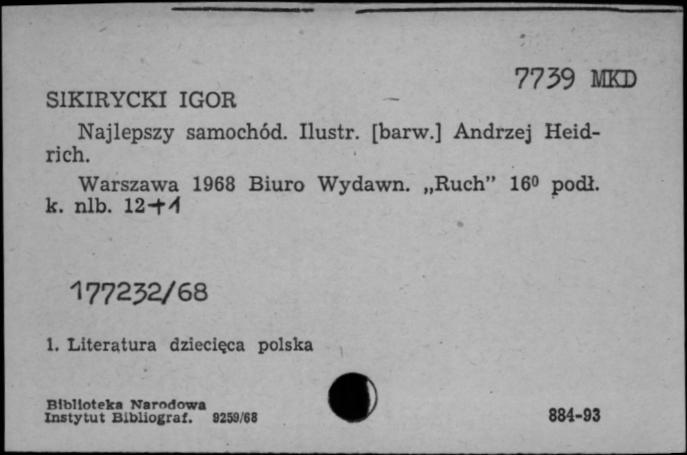 7739 MKD
S1KIRYCKI IGOR
Najlepszy samochód. Ilustr. [barw.] Andrzej Heid-
rich.
Warszawa 1968 Biuro Wydawn. „Ruch” 16⁰ podł.
k. nlb. 12+1
177232/68
1. Literatura dziecięca polska
Biblioteka Narodowa
Instytut Bibliograf. 9259/68
884-93